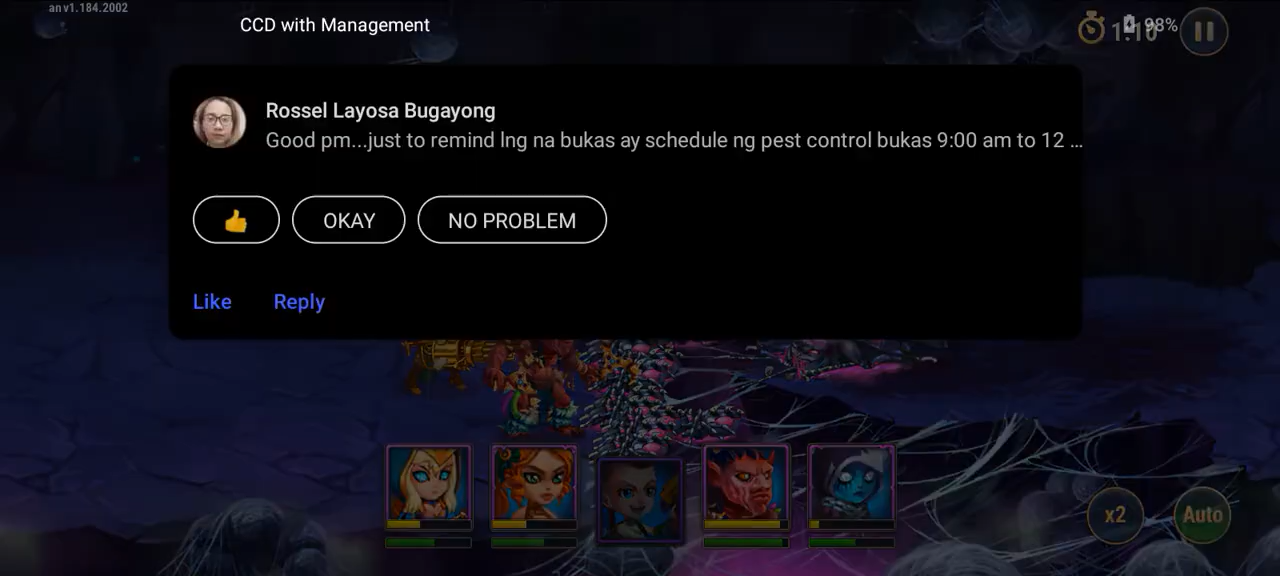 an v1.184.2002
CCD with Management
98%
Rossel Layosa Bugayong
Good pm...just to remind lng na bukas ay schedule ng pest control bukas 9:00 am to 12 ...
👍
OKAY
NO PROBLEM
Like
Reply
x2
Auto